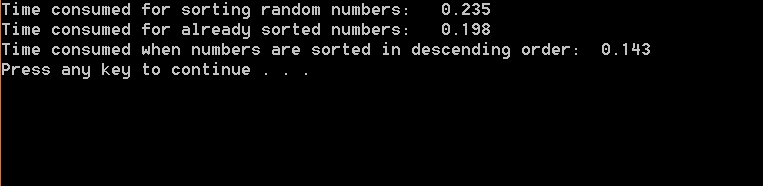 Time consumed for sorting random numbers:   0.235
Time consumed for already sorted numbers:   0.198
Time consumed when numbers are sorted in descending order:  0.143
Press any key to continue . . .